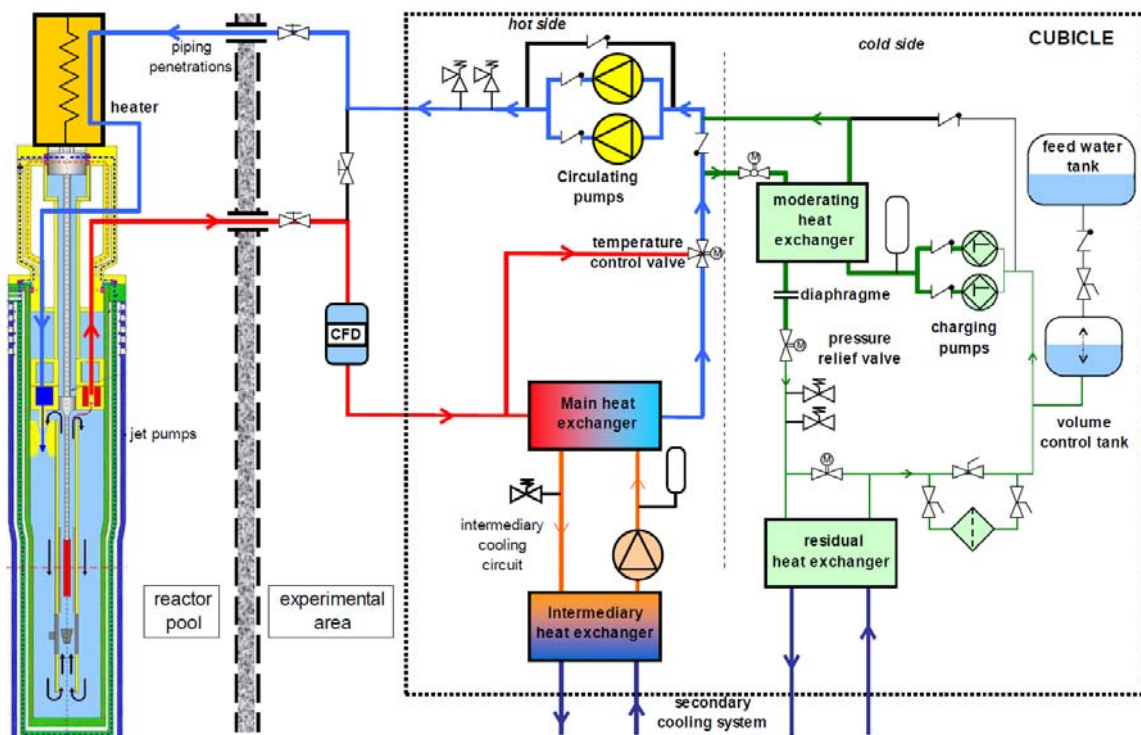 hot side
cold side
CUBICLE
piping
penetrations
heater
Circulating
pumps
feed water
tank
moderating
heat
exchanger
temperature
control valve
M
M
diaphragme
charging
pumps
CFD
M
pressure
relief valve
Main heat
exchanger
volume
control tank
jet pumps
M
intermediary
cooling
circuit
residual
heat exchanger
reactor
pool
experimental
area
Intermediary
heat exchanger
secondary
cooling system